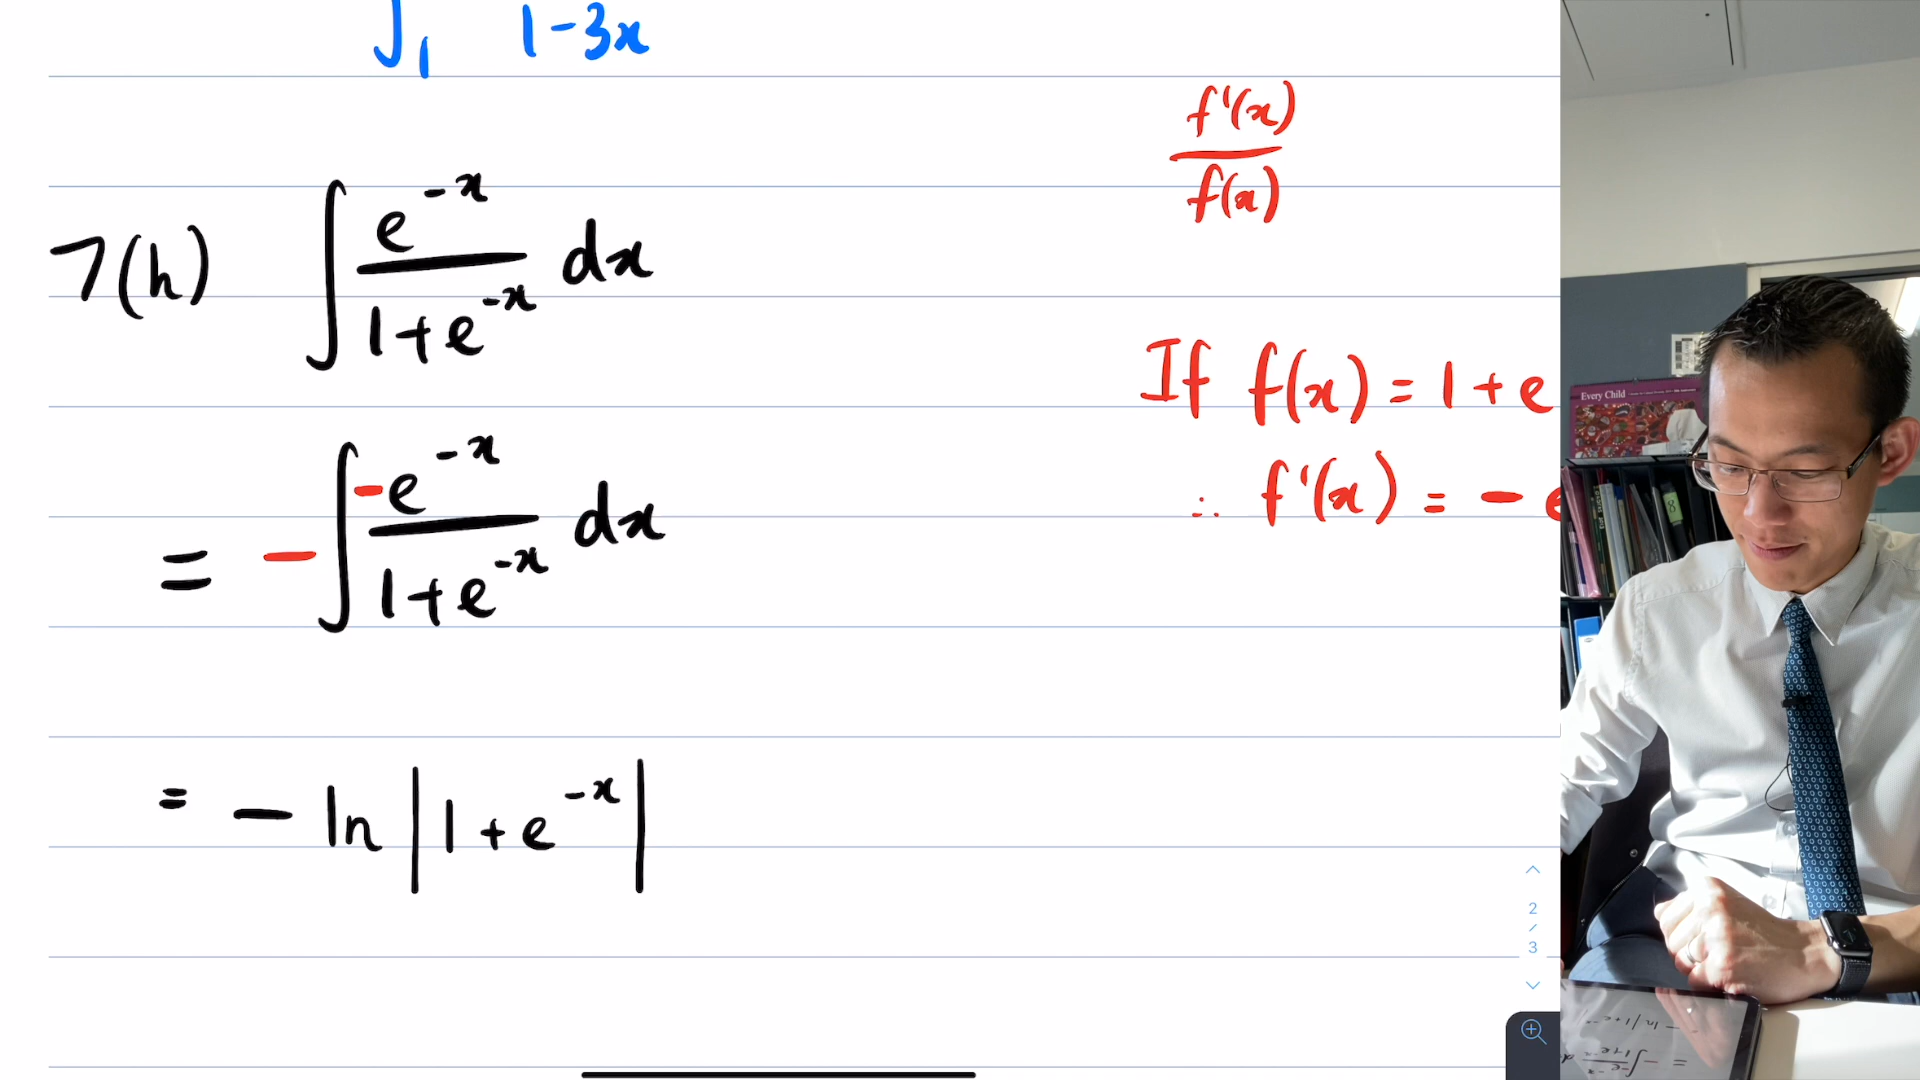 ∫₁ 1-3x
f'(x)
f(x)
7(h) ∫ e^{-x} / 1+e^{-x} dx
If f(x) = 1 + e
= - ∫ -e^{-x} / 1+e^{-x} dx
∴ f'(x) = - e
= - ln |1 + e^{-x}|
Every Child
2
/
3